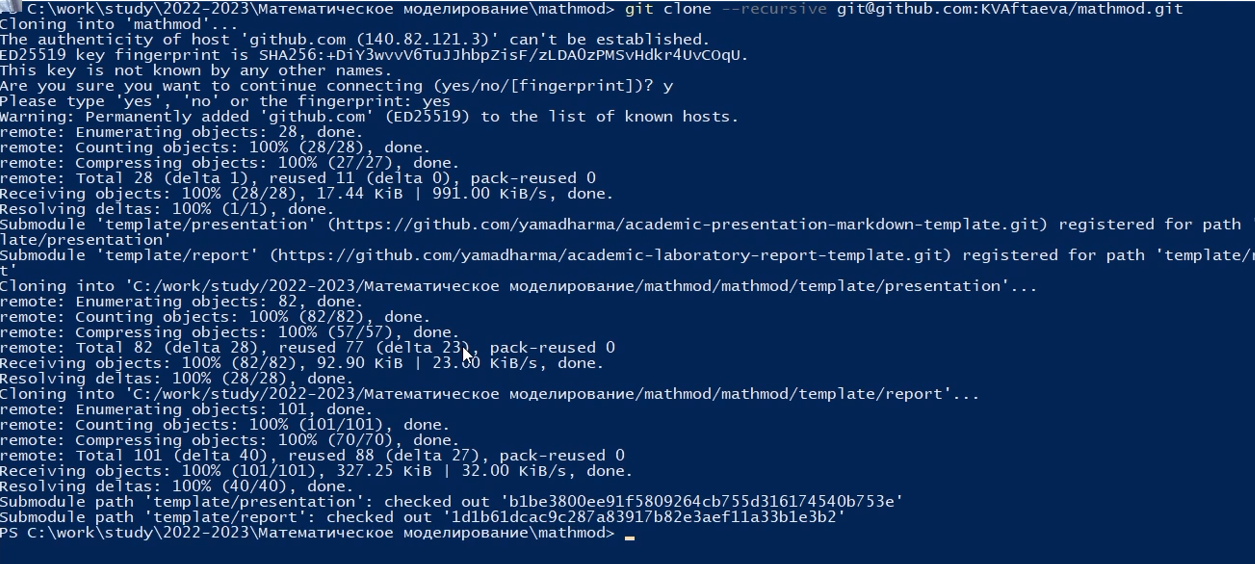 PS C:\work\study\2022-2023\Математическое моделирование\mathmod> git clone --recursive git@github.com:KVAftaeva/mathmod.git
Cloning into 'mathmod'...
The authenticity of host 'github.com (140.82.121.3)' can't be established.
ED25519 key fingerprint is SHA256:+DiY3wvvV6TuJJhbpZisF/zLDA0zPMSvHdkr4UvCOqU.
This key is not known by any other names.
Are you sure you want to continue connecting (yes/no/[fingerprint])? y
Please type 'yes', 'no' or the fingerprint: yes
Warning: Permanently added 'github.com' (ED25519) to the list of known hosts.
remote: Enumerating objects: 28, done.
remote: Counting objects: 100% (28/28), done.
remote: Compressing objects: 100% (27/27), done.
remote: Total 28 (delta 1), reused 11 (delta 0), pack-reused 0
Receiving objects: 100% (28/28), 17.44 KiB | 991.00 KiB/s, done.
Resolving deltas: 100% (1/1), done.
Submodule 'template/presentation' (https://github.com/yamadharma/academic-presentation-markdown-template.git) registered for path
late/presentation'
Submodule 'template/report' (https://github.com/yamadharma/academic-laboratory-report-template.git) registered for path 'template/r
t'
Cloning into 'C:/work/study/2022-2023/Математическое моделирование/mathmod/mathmod/template/presentation'...
remote: Enumerating objects: 82, done.
remote: Counting objects: 100% (82/82), done.
remote: Compressing objects: 100% (57/57), done.
remote: Total 82 (delta 28), reused 77 (delta 23), pack-reused 0
Receiving objects: 100% (82/82), 92.90 KiB | 23.00 KiB/s, done.
Resolving deltas: 100% (28/28), done.
Cloning into 'C:/work/study/2022-2023/Математическое моделирование/mathmod/mathmod/template/report'...
remote: Enumerating objects: 101, done.
remote: Counting objects: 100% (101/101), done.
remote: Compressing objects: 100% (70/70), done.
remote: Total 101 (delta 40), reused 88 (delta 27), pack-reused 0
Receiving objects: 100% (101/101), 327.25 KiB | 32.00 KiB/s, done.
Resolving deltas: 100% (40/40), done.
Submodule path 'template/presentation': checked out 'b1be3800ee91f5809264cb755d316174540b753e'
Submodule path 'template/report': checked out '1d1b61dcac9c287a83917b82e3aef11a33b1e3b2'
PS C:\work\study\2022-2023\Математическое моделирование\mathmod>